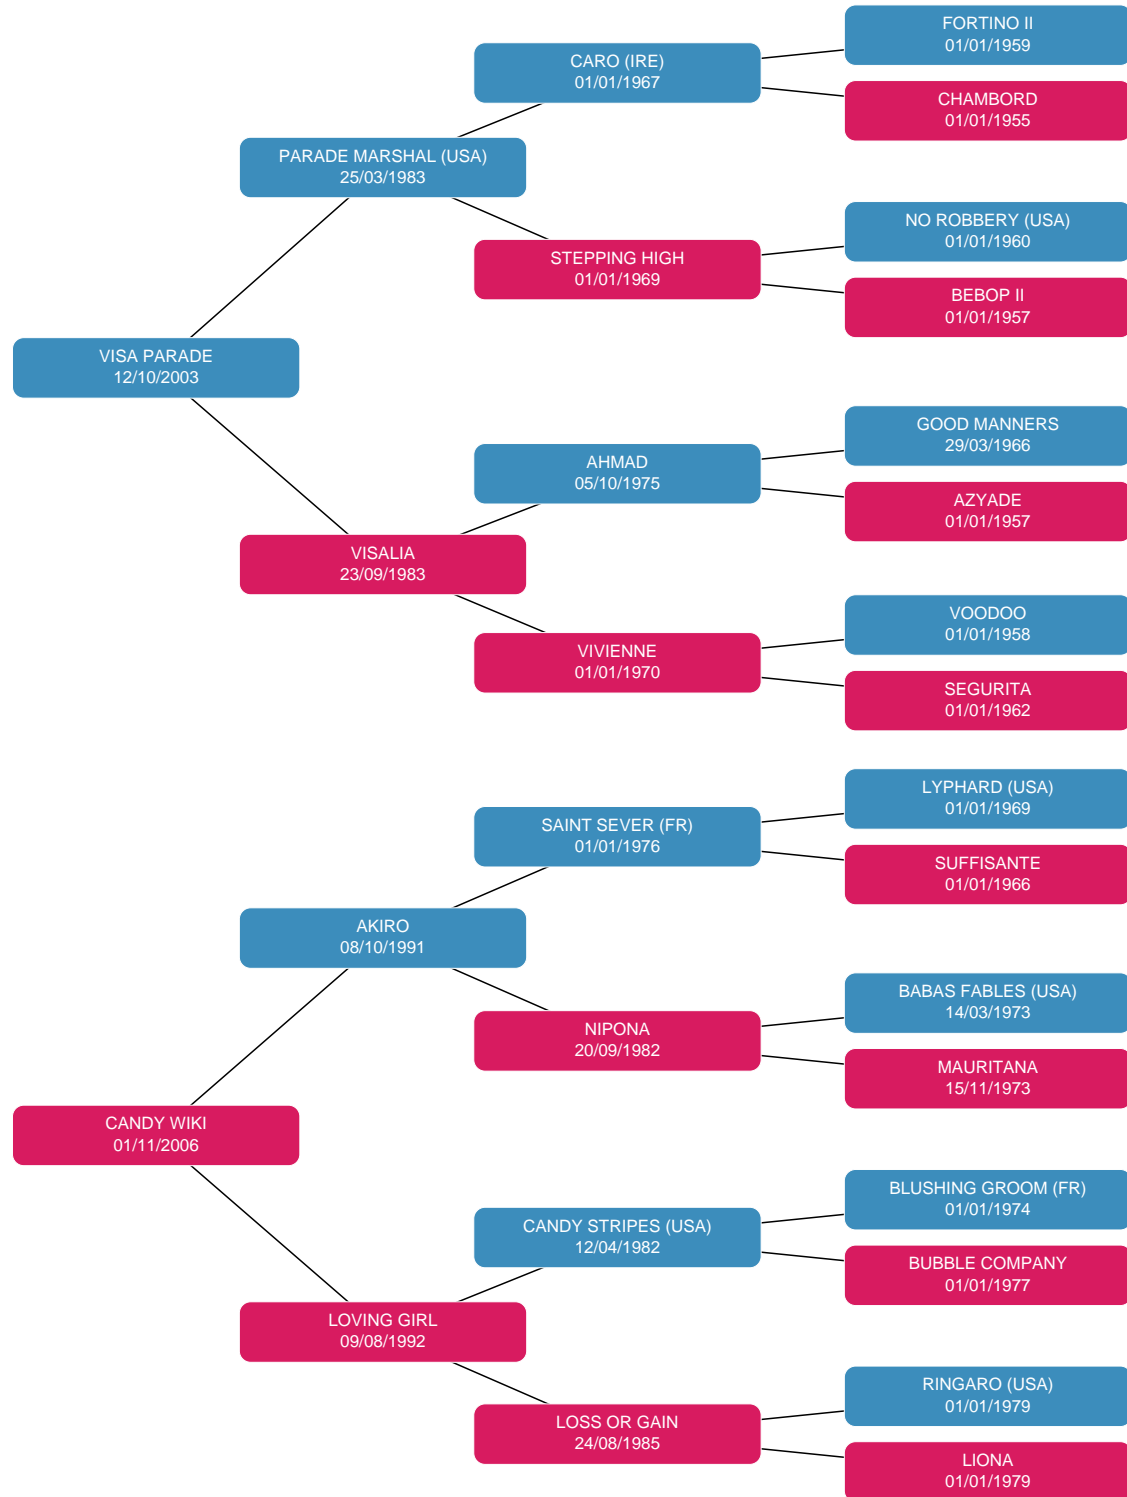 FORTINO II
01/01/1959
CARO (IRE)
01/01/1967
CHAMBORD
01/01/1955
PARADE MARSHAL (USA)
25/03/1983
NO ROBBERY (USA)
01/01/1960
STEPPING HIGH
01/01/1969
BEBOP II
01/01/1957
VISA PARADE
12/10/2003
GOOD MANNERS
29/03/1966
AHMAD
05/10/1975
AZYADE
01/01/1957
VISALIA
23/09/1983
VOODOO
01/01/1958
VIVIENNE
01/01/1970
SEGURITA
01/01/1962
LYPHARD (USA)
01/01/1969
SAINT SEVER (FR)
01/01/1976
SUFFISANTE
01/01/1966
AKIRO
08/10/1991
BABAS FABLES (USA)
14/03/1973
NIPONA
20/09/1982
MAURITANA
15/11/1973
CANDY WIKI
01/11/2006
BLUSHING GROOM (FR)
01/01/1974
CANDY STRIPES (USA)
12/04/1982
BUBBLE COMPANY
01/01/1977
LOVING GIRL
09/08/1992
RINGARO (USA)
01/01/1979
LOSS OR GAIN
24/08/1985
LIONA
01/01/1979